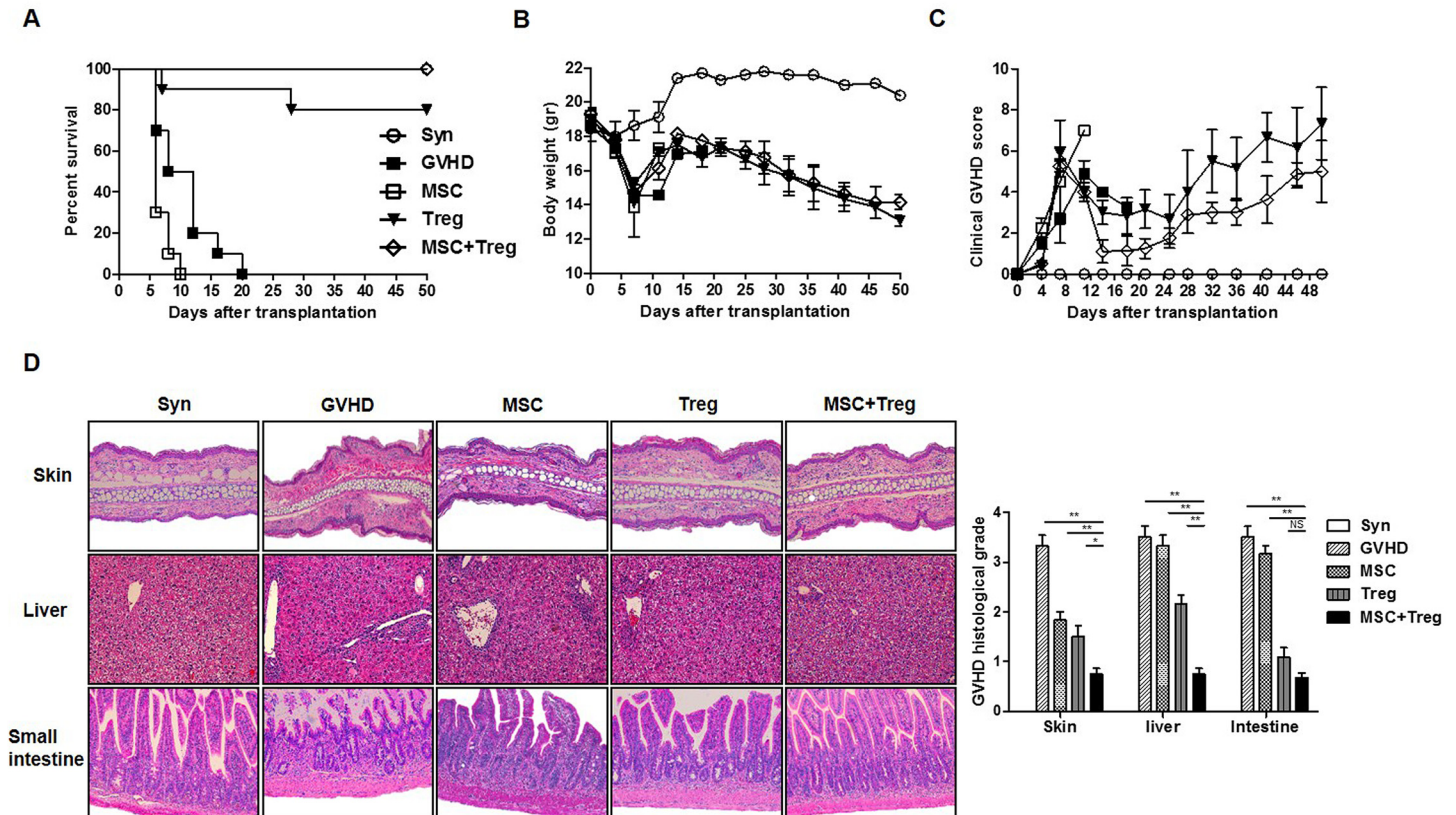 A
B
C
100
80
60
40
20
0
Percent survival
0 5 10 15 20 25 30 35 40 45 50
Days after transplantation
Syn
GVHD
MSC
Treg
MSC+Treg
22
20
18
16
14
12
10
Body weight (gr)
0 5 10 15 20 25 30 35 40 45 50
Days after transplantation
10
8
6
4
2
0
Clinical GVHD score
0 4 8 12 16 20 24 28 32 36 40 44 48
Days after transplantation
D
Syn GVHD MSC Treg MSC+Treg
Skin
Liver
Small
intestine
4
3
2
1
0
GVHD histological grade
**
**
*
**
**
**
**
**
NS
Skin liver Intestine
Syn
GVHD
MSC
Treg
MSC+Treg